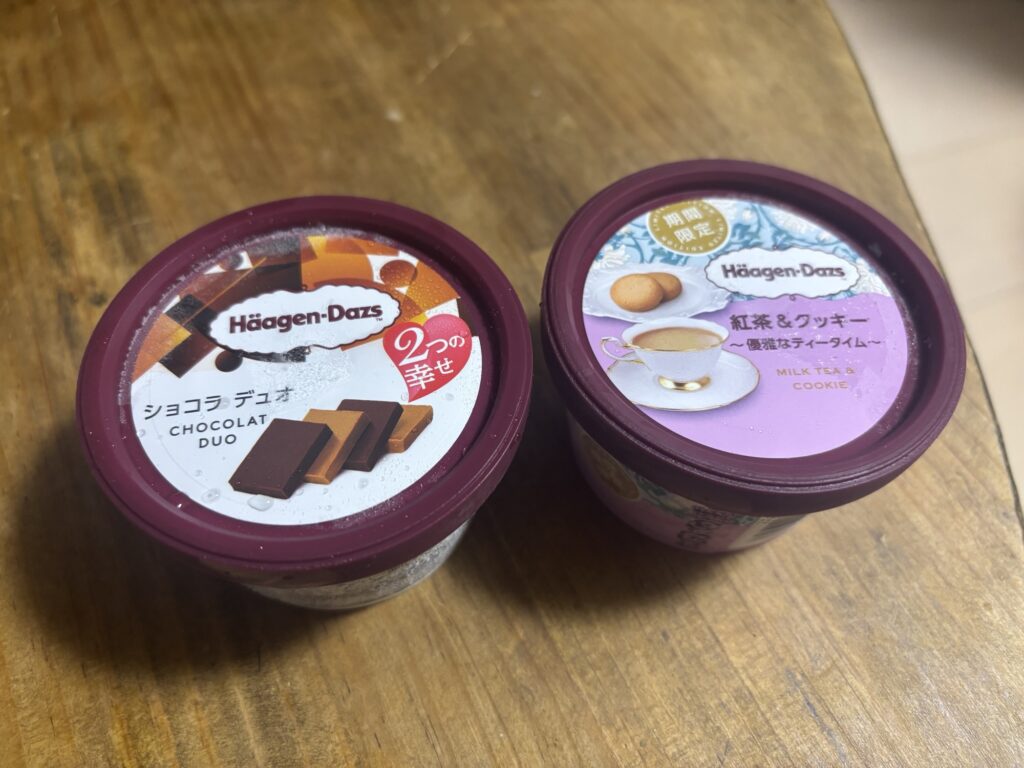 Häagen-Dazs
2つの
幸せ
ショコラ デュオ
CHOCOLAT
DUO
期間
限定
Häagen-Dazs
紅茶&クッキー
~優雅なティータイム~
MILK TEA &
COOKIE